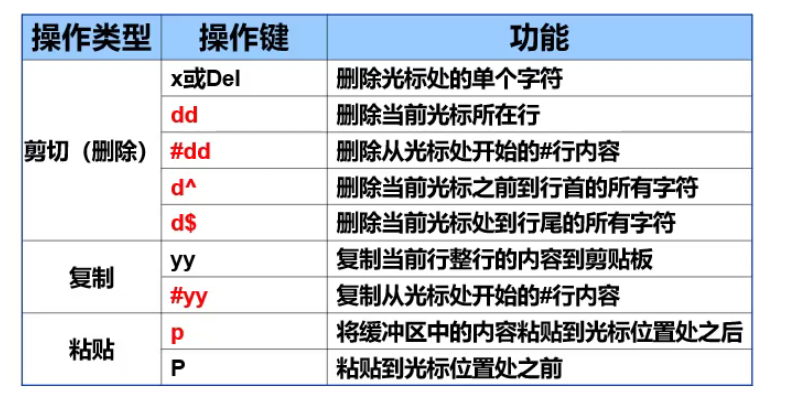 操作类型 操作键 功能
x或Del 删除光标处的单个字符
dd 删除当前光标所在行
剪切（删除） #dd 删除从光标处开始的#行内容
d^ 删除当前光标之前到行首的所有字符
d$ 删除当前光标处到行尾的所有字符
复制 yy 复制当前行整行的内容到剪贴板
#yy 复制从光标处开始的#行内容
粘贴 p 将缓冲区中的内容粘贴到光标位置处之后
P 粘贴到光标位置处之前